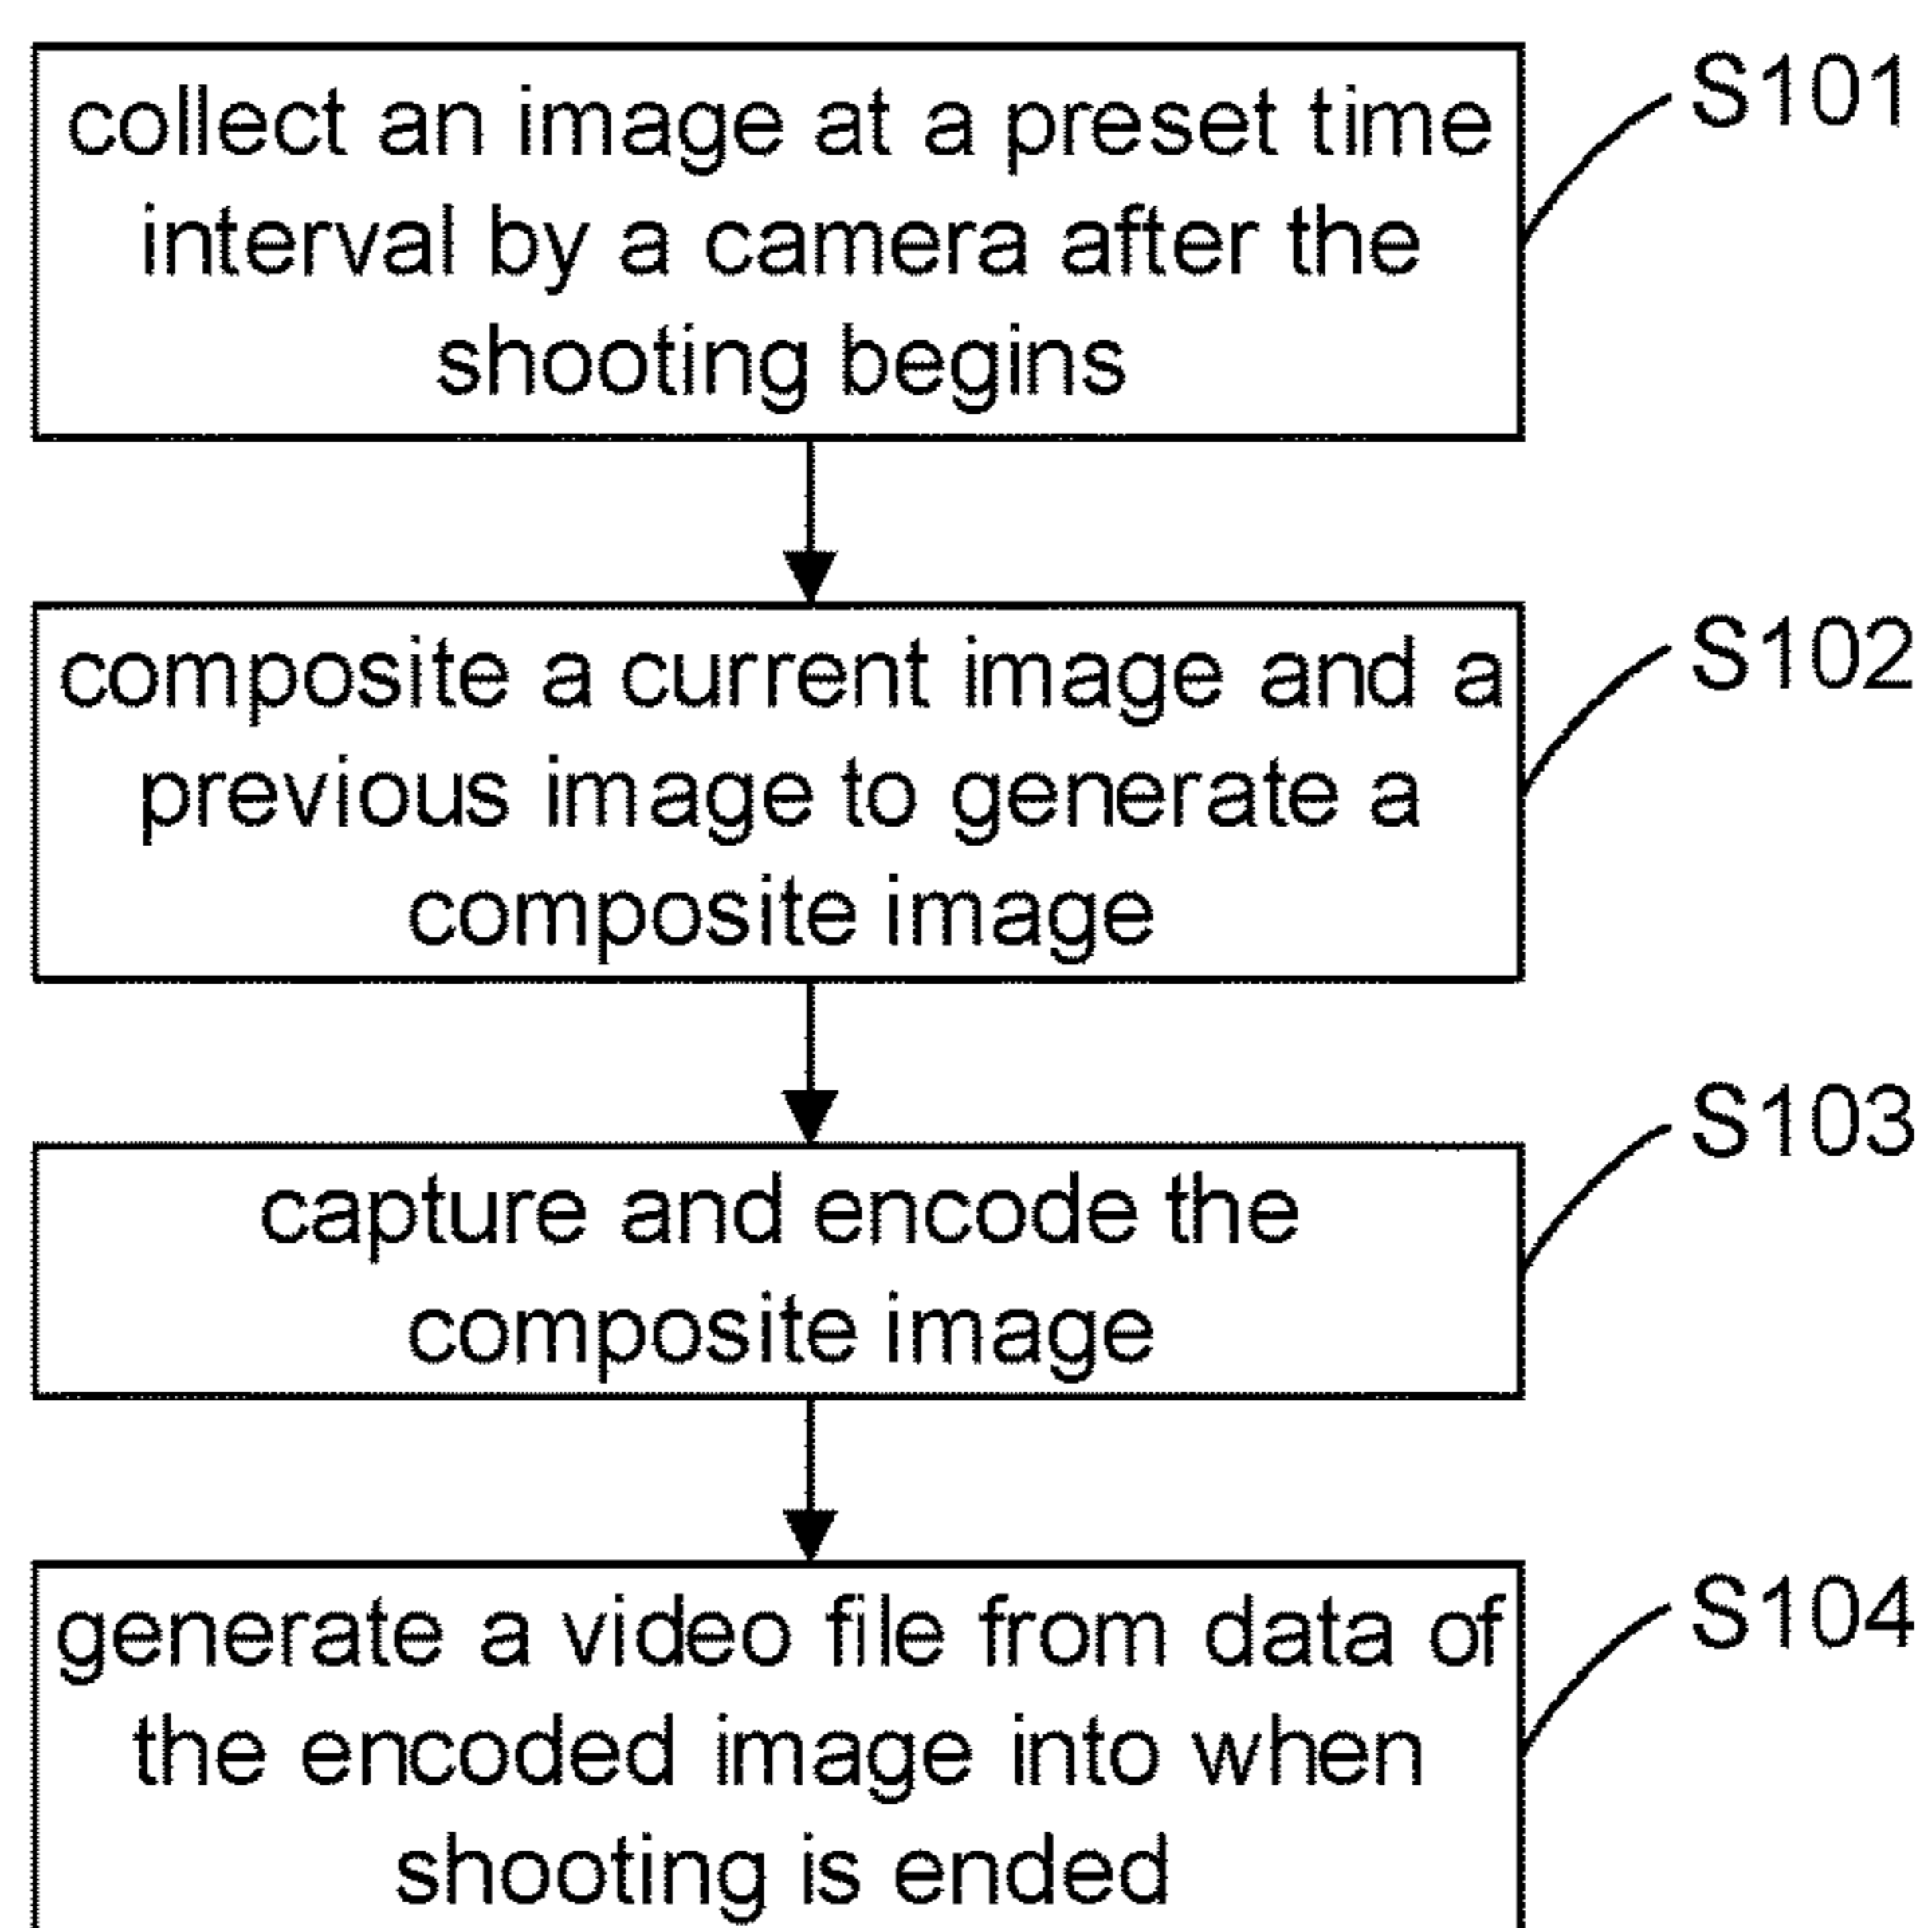 collect an image at a preset time
interval by a camera after the
shooting begins
S101
composite a current image and a
previous image to generate a
composite image
S102
capture and encode the
composite image
S103
generate a video file from data of
the encoded image into when
shooting is ended
S104